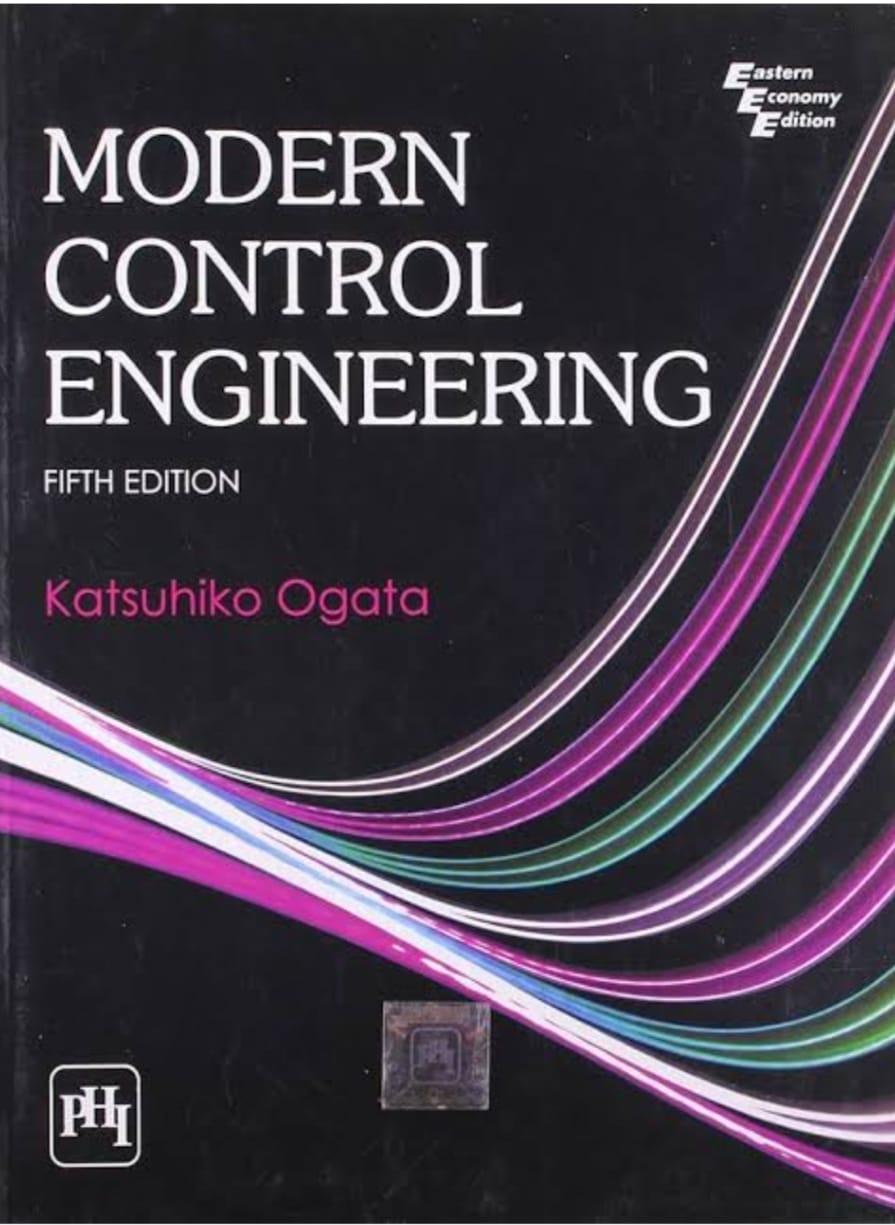 Eastern
Economy
Edition
MODERN
CONTROL
ENGINEERING
FIFTH EDITION
Katsuhiko Ogata
PHI